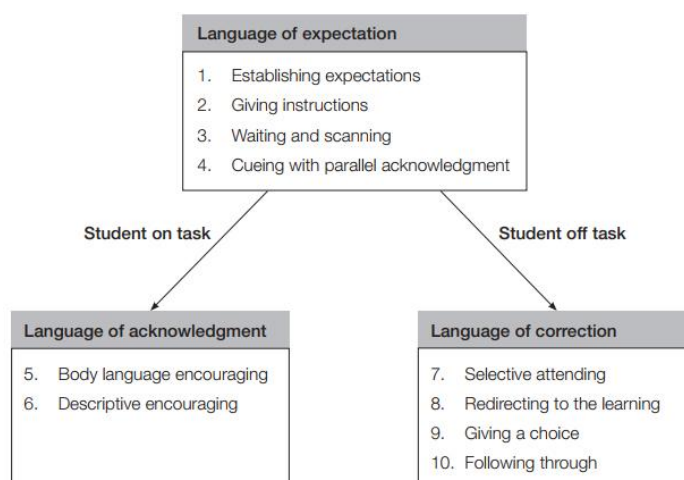 Language of expectation
1. Establishing expectations
2. Giving instructions
3. Waiting and scanning
4. Cueing with parallel acknowledgment
Student on task
Student off task
Language of acknowledgment
5. Body language encouraging
6. Descriptive encouraging
Language of correction
7. Selective attending
8. Redirecting to the learning
9. Giving a choice
10. Following through